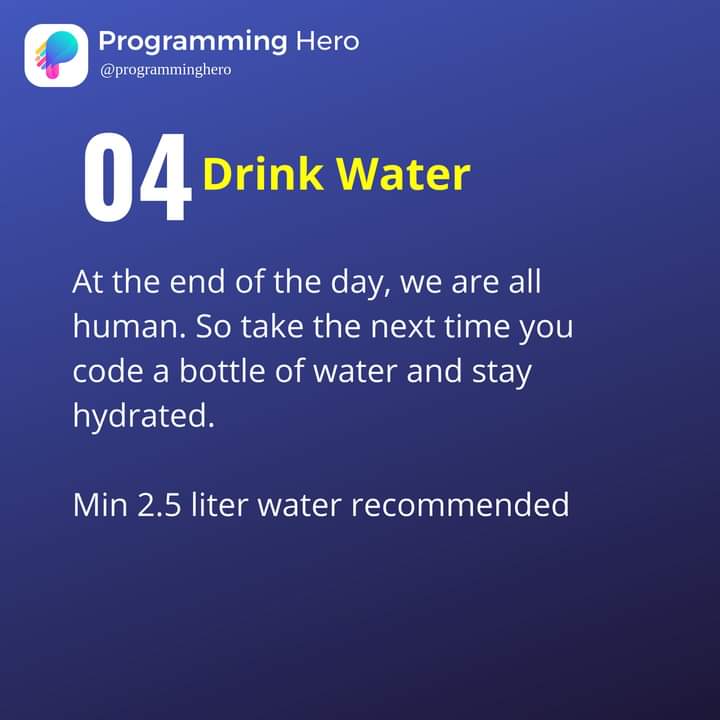 Programming Hero
@programminghero
04 Drink Water
At the end of the day, we are all
human. So take the next time you
code a bottle of water and stay
hydrated.
Min 2.5 liter water recommended